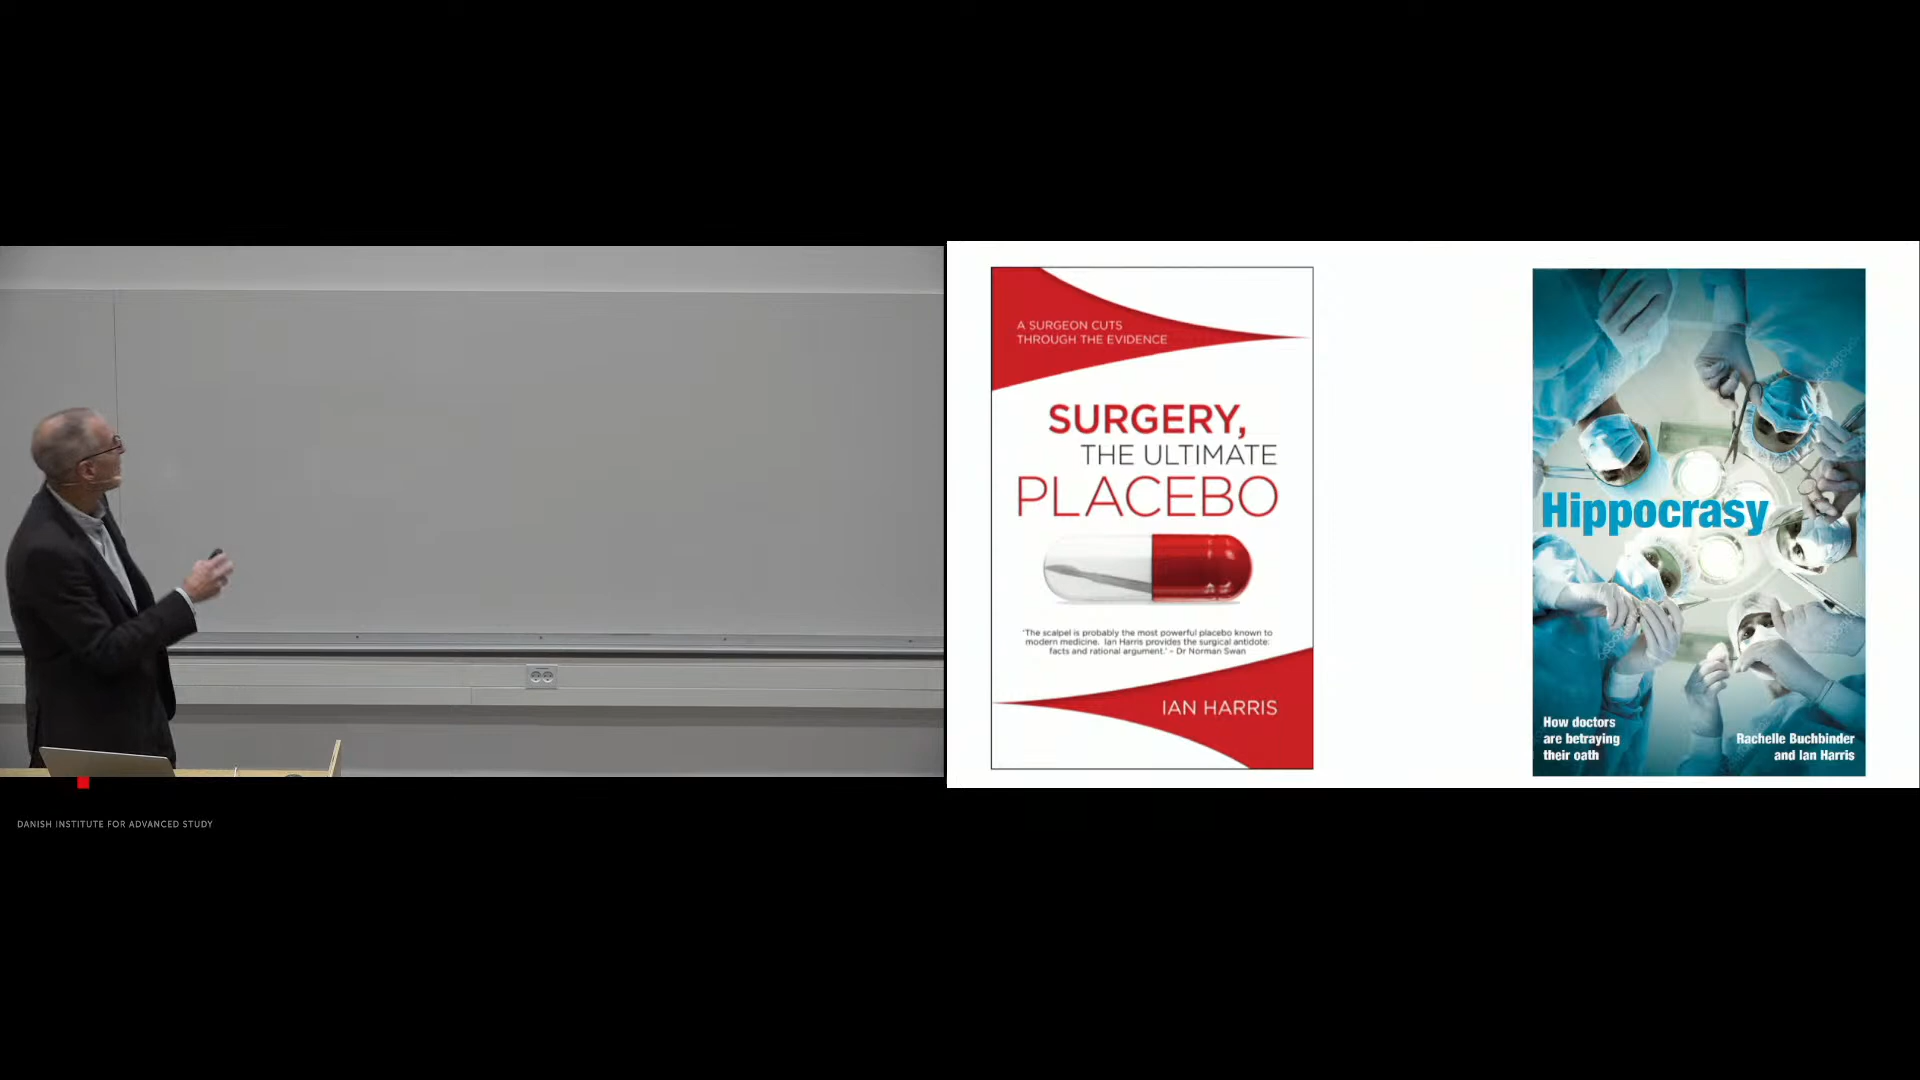 A SURGEON CUTS
THROUGH THE EVIDENCE
SURGERY,
THE ULTIMATE
PLACEBO
'The scalpel is probably the most powerful placebo known to
modern medicine. Ian Harris provides the surgical antidote:
facts and rational argument.' – Dr Norman Swan
IAN HARRIS
Hippocrasy
How doctors
are betraying
their oath
Rachelle Buchbinder
and Ian Harris
DANISH INSTITUTE FOR ADVANCED STUDY